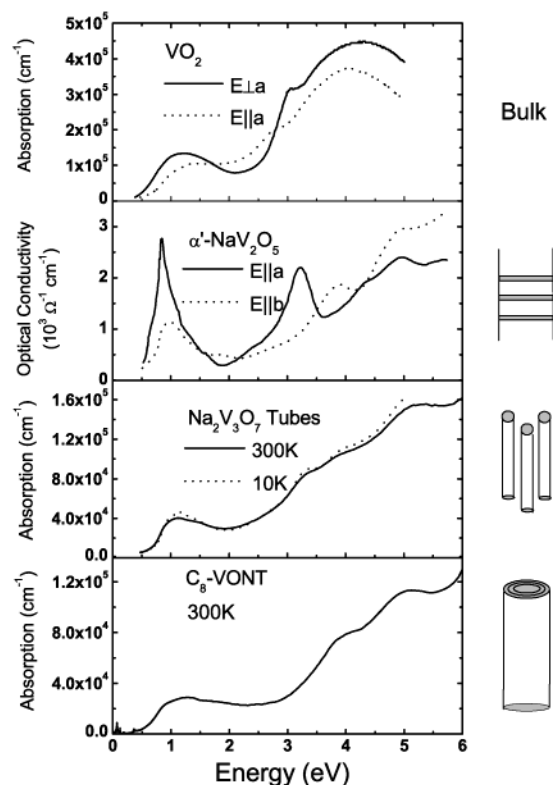 Absorption (cm⁻¹)
5x10⁵
4x10⁵
3x10⁵
2x10⁵
1x10⁵
0
VO₂
E⊥a
E||a
Bulk
Optical Conductivity
(10³ Ω⁻¹ cm⁻¹)
3
2
1
0
α'-NaV₂O₅
E||a
E||b
Absorption (cm⁻¹)
1.6x10⁵
1.2x10⁵
8.0x10⁴
4.0x10⁴
0.0
Na₂V₃O₇ Tubes
300K
10K
Absorption (cm⁻¹)
1.2x10⁵
8.0x10⁴
4.0x10⁴
0.0
C₈-VONT
300K
0 1 2 3 4 5 6
Energy (eV)